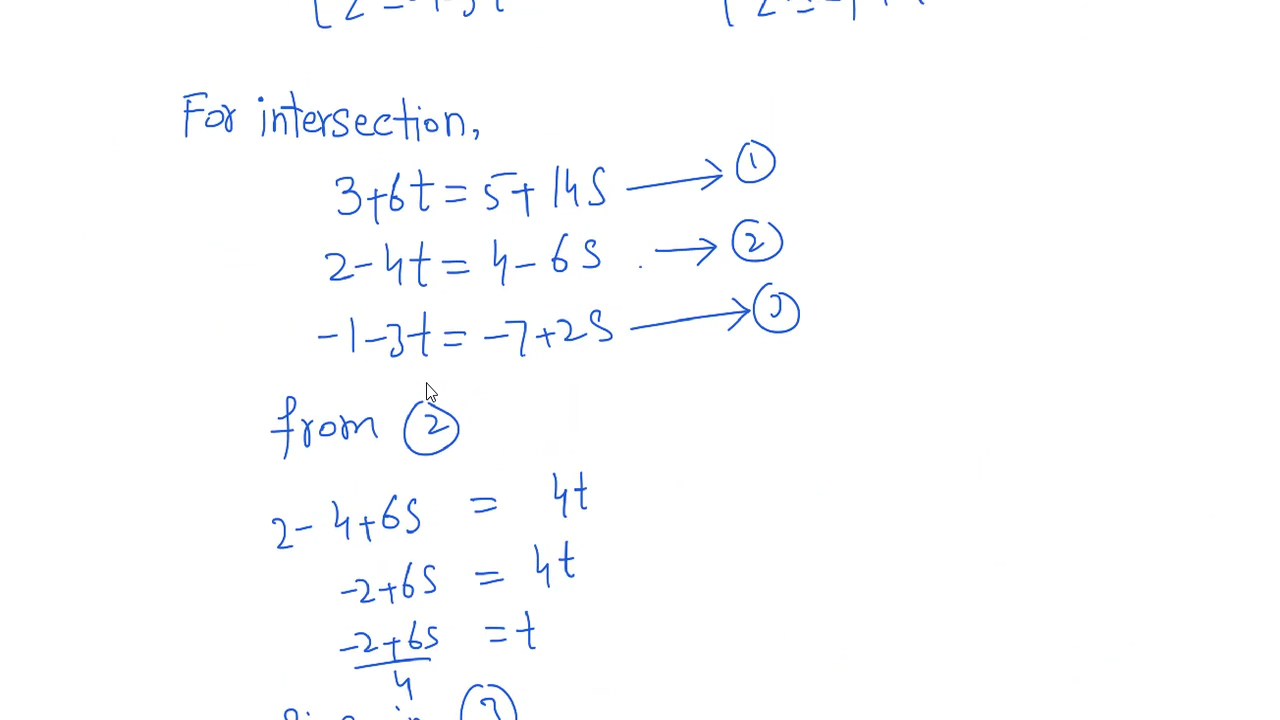 For intersection,
3+6t = 5+14s → ①
2-4t = 4-6s → ②
-1-3t = -7+2s → ③
from ②
2-4+6s = 4t
-2+6s = 4t
-2+6s/4 = t